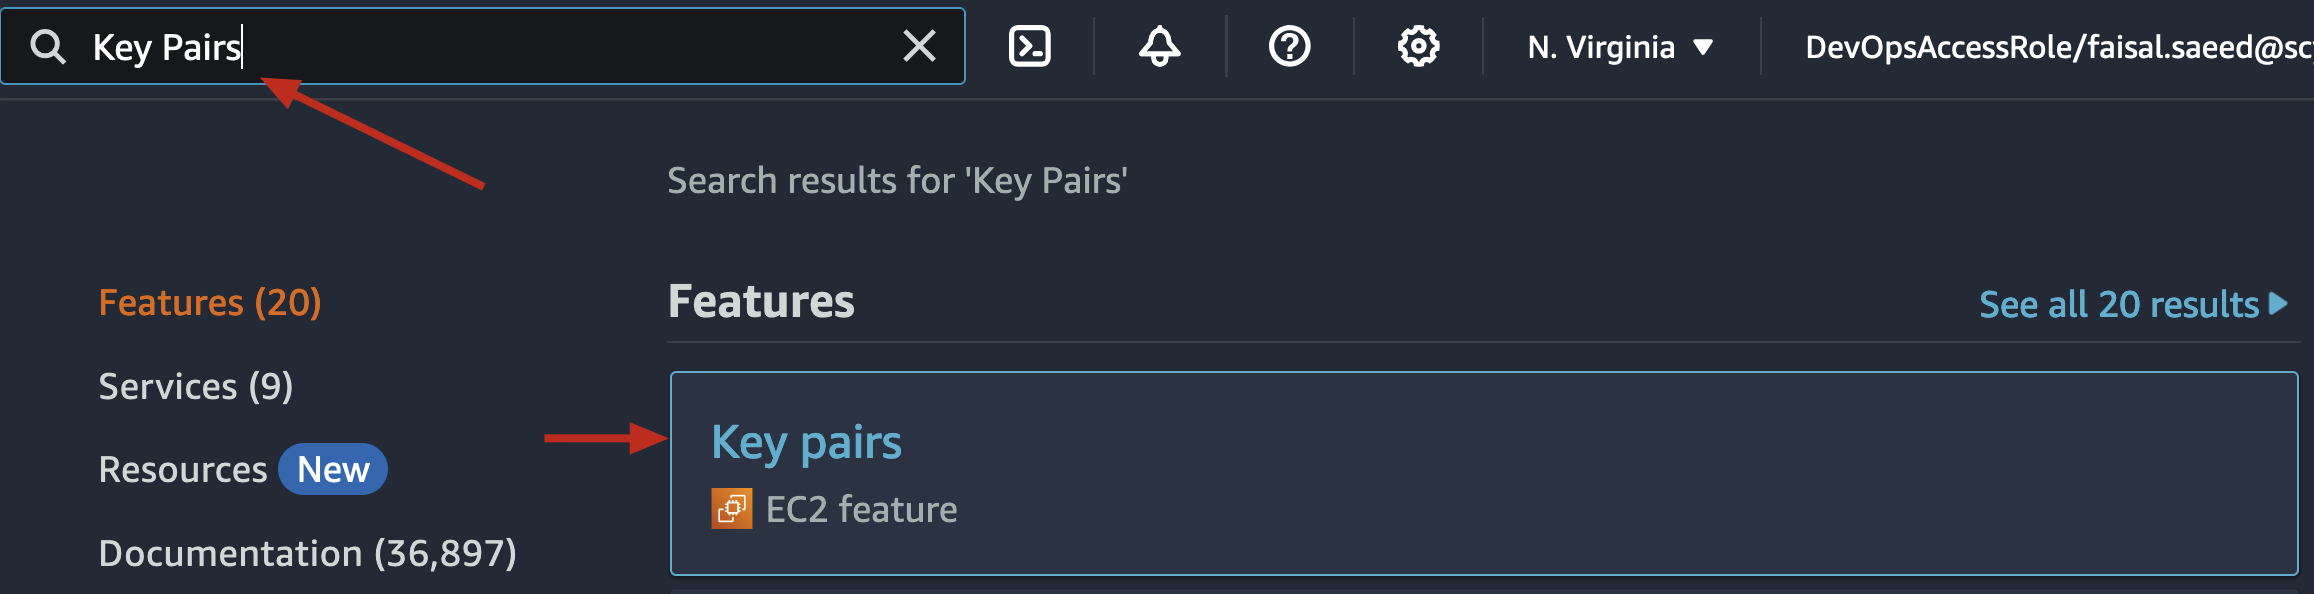 Key Pairs
N. Virginia ▼
DevOpsAccessRole/faisal.saeed@sc
Search results for 'Key Pairs'
Features (20)
Services (9)
Resources New
Documentation (36,897)
Features
See all 20 results
Key pairs
EC2 feature